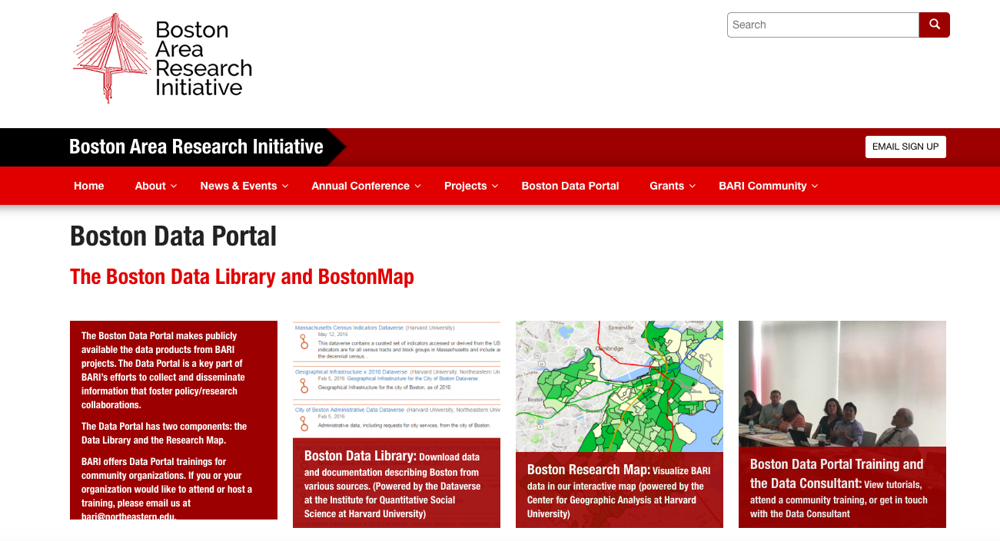 Boston
Area
Research
Initiative
Search
Boston Area Research Initiative
EMAIL SIGN UP
Home
About
News & Events
Annual Conference
Projects
Boston Data Portal
Grants
BARI Community
Boston Data Portal
The Boston Data Library and BostonMap
The Boston Data Portal makes publicly
available the data products from BARI
projects. The Data Portal is a key part of
BARI's efforts to collect and disseminate
information that foster policy/research
collaborations.
The Data Portal has two components: the
Data Library and the Research Map.
BARI offers Data Portal trainings for
community organizations. If you or your
organization would like to attend or host a
training, please email us at
bari@northeastern.edu.
Massachusetts Census Indicators Dataverse (Harvard University)
May 12, 2016
This dataverse contains a curated set of indicators accessed or derived from the US
indicators are for all census tracts and block groups in Massachusetts and include
the decennial census...
Geographical Infrastructure v. 2010 Dataverse (Harvard University, Northeastern Un
Feb 5, 2016 Geographical Infrastructure for the City of Boston Dataverse
Geographical Infrastructure for the city of Boston, as of 2010.
City of Boston Administrative Data Dataverse (Harvard University, Northeastern Univ
Feb 5, 2016
Administrative data, including requests for city services, from the city of Boston.
Boston Data Library: Download data
and documentation describing Boston from
various sources. (Powered by the Dataverse
at the Institute for Quantitative Social
Science at Harvard University)
Somerville
Cambridge
Boston
Boston Research Map: Visualize BARI
data in our interactive map (powered by the
Center for Geographic Analysis at Harvard
University)
Boston Data Portal Training and
the Data Consultant: View tutorials,
attend a community training, or get in touch
with the Data Consultant